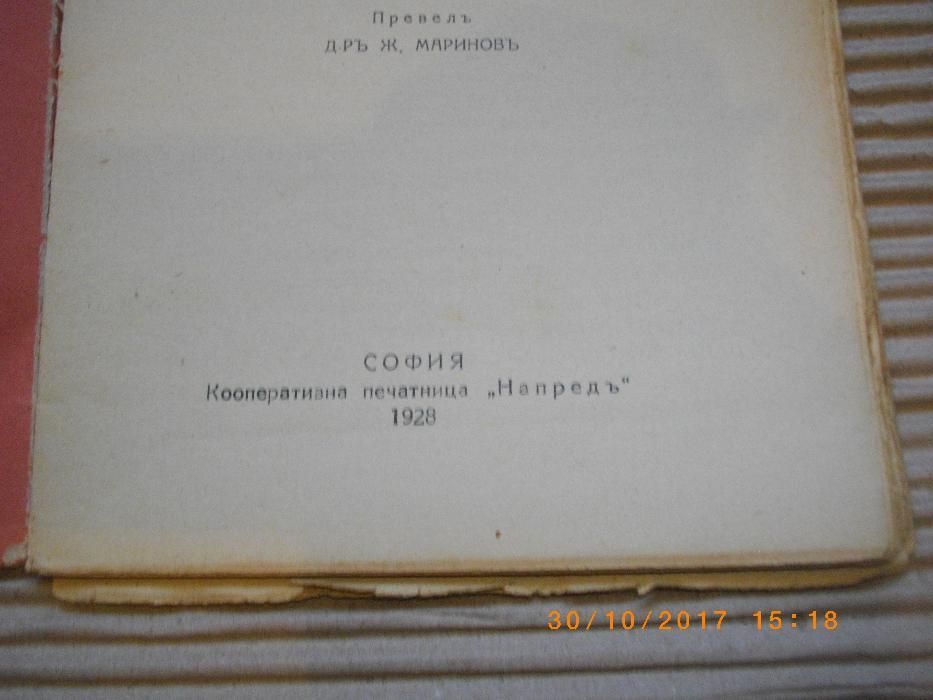 Превелъ
Д-РЪ Ж. МАРИНОВЪ
СОФИЯ
Кооперативна печатница „Напредъ“
1928
30/10/2017 15:18